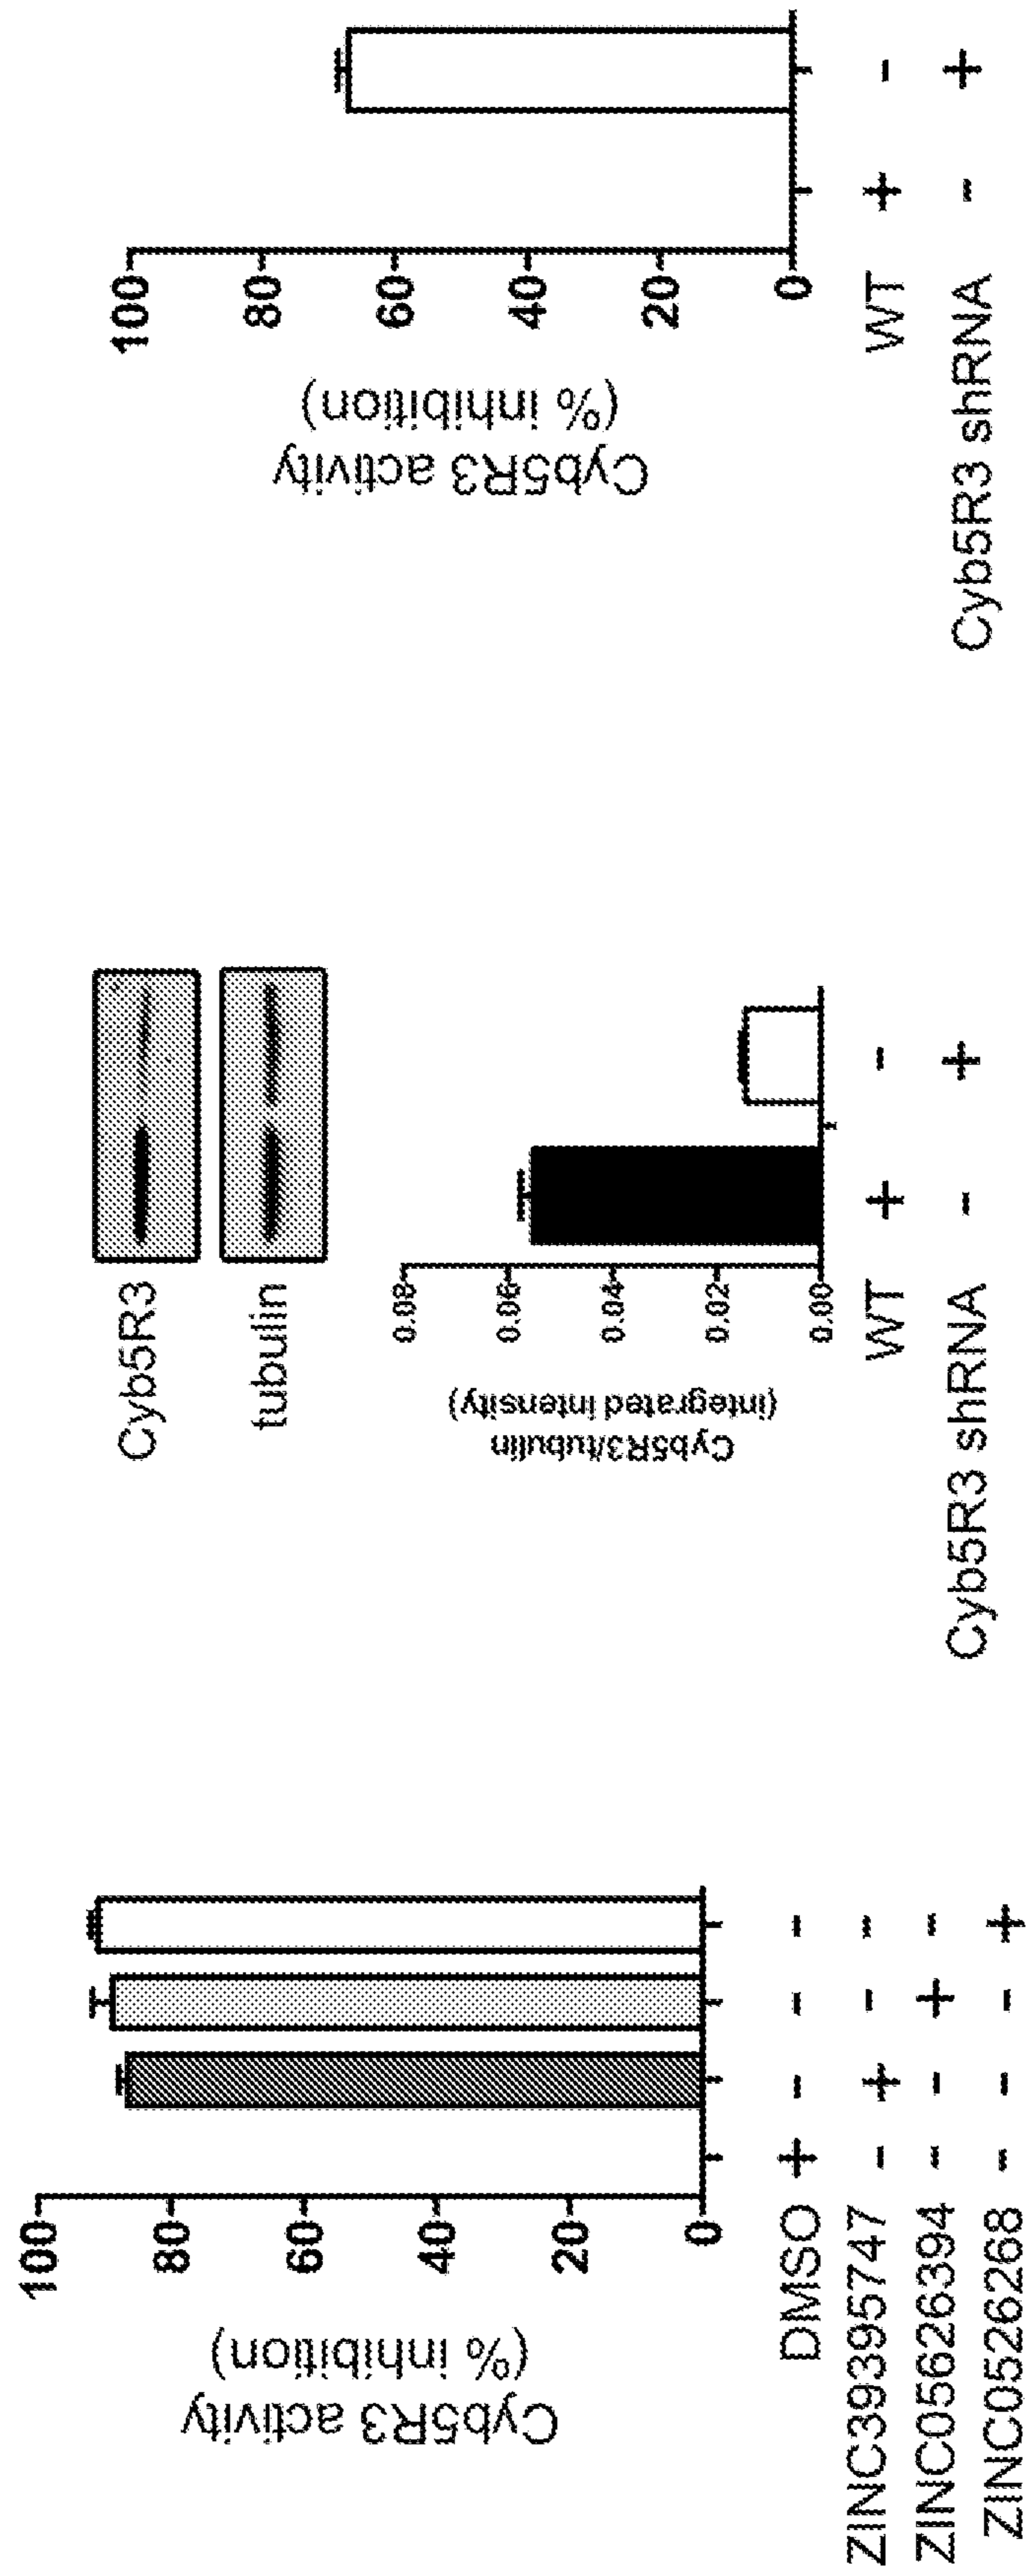 Cyb5R3 activity
(% inhibition)
100
80
60
40
20
0
DMSO + - - -
ZINC39395747 - + - -
ZINC05626394 - - + -
ZINC05262​68 - - - +
Cyb5R3
tubulin
Cyb5R3/tubulin
(integrated intensity)
0.08
0.06
0.04
0.02
0.00
WT + -
Cyb5R3 shRNA - +
Cyb5R3 activity
(% inhibition)
100
80
60
40
20
0
WT + -
Cyb5R3 shRNA - +